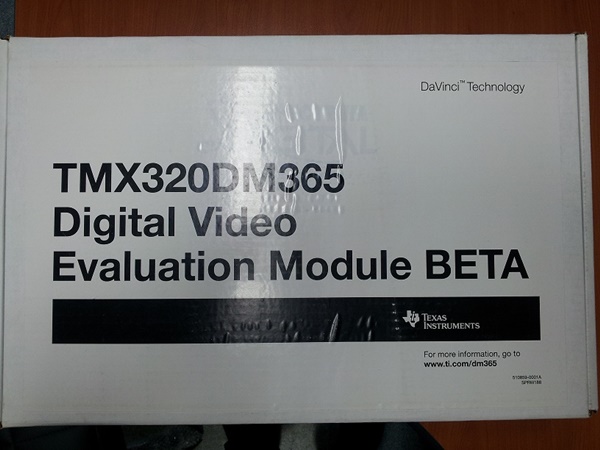 DaVinci™ Technology
TMX320DM365
Digital Video
Evaluation Module BETA
TEXAS
INSTRUMENTS
For more information, go to
www.ti.com/dm365